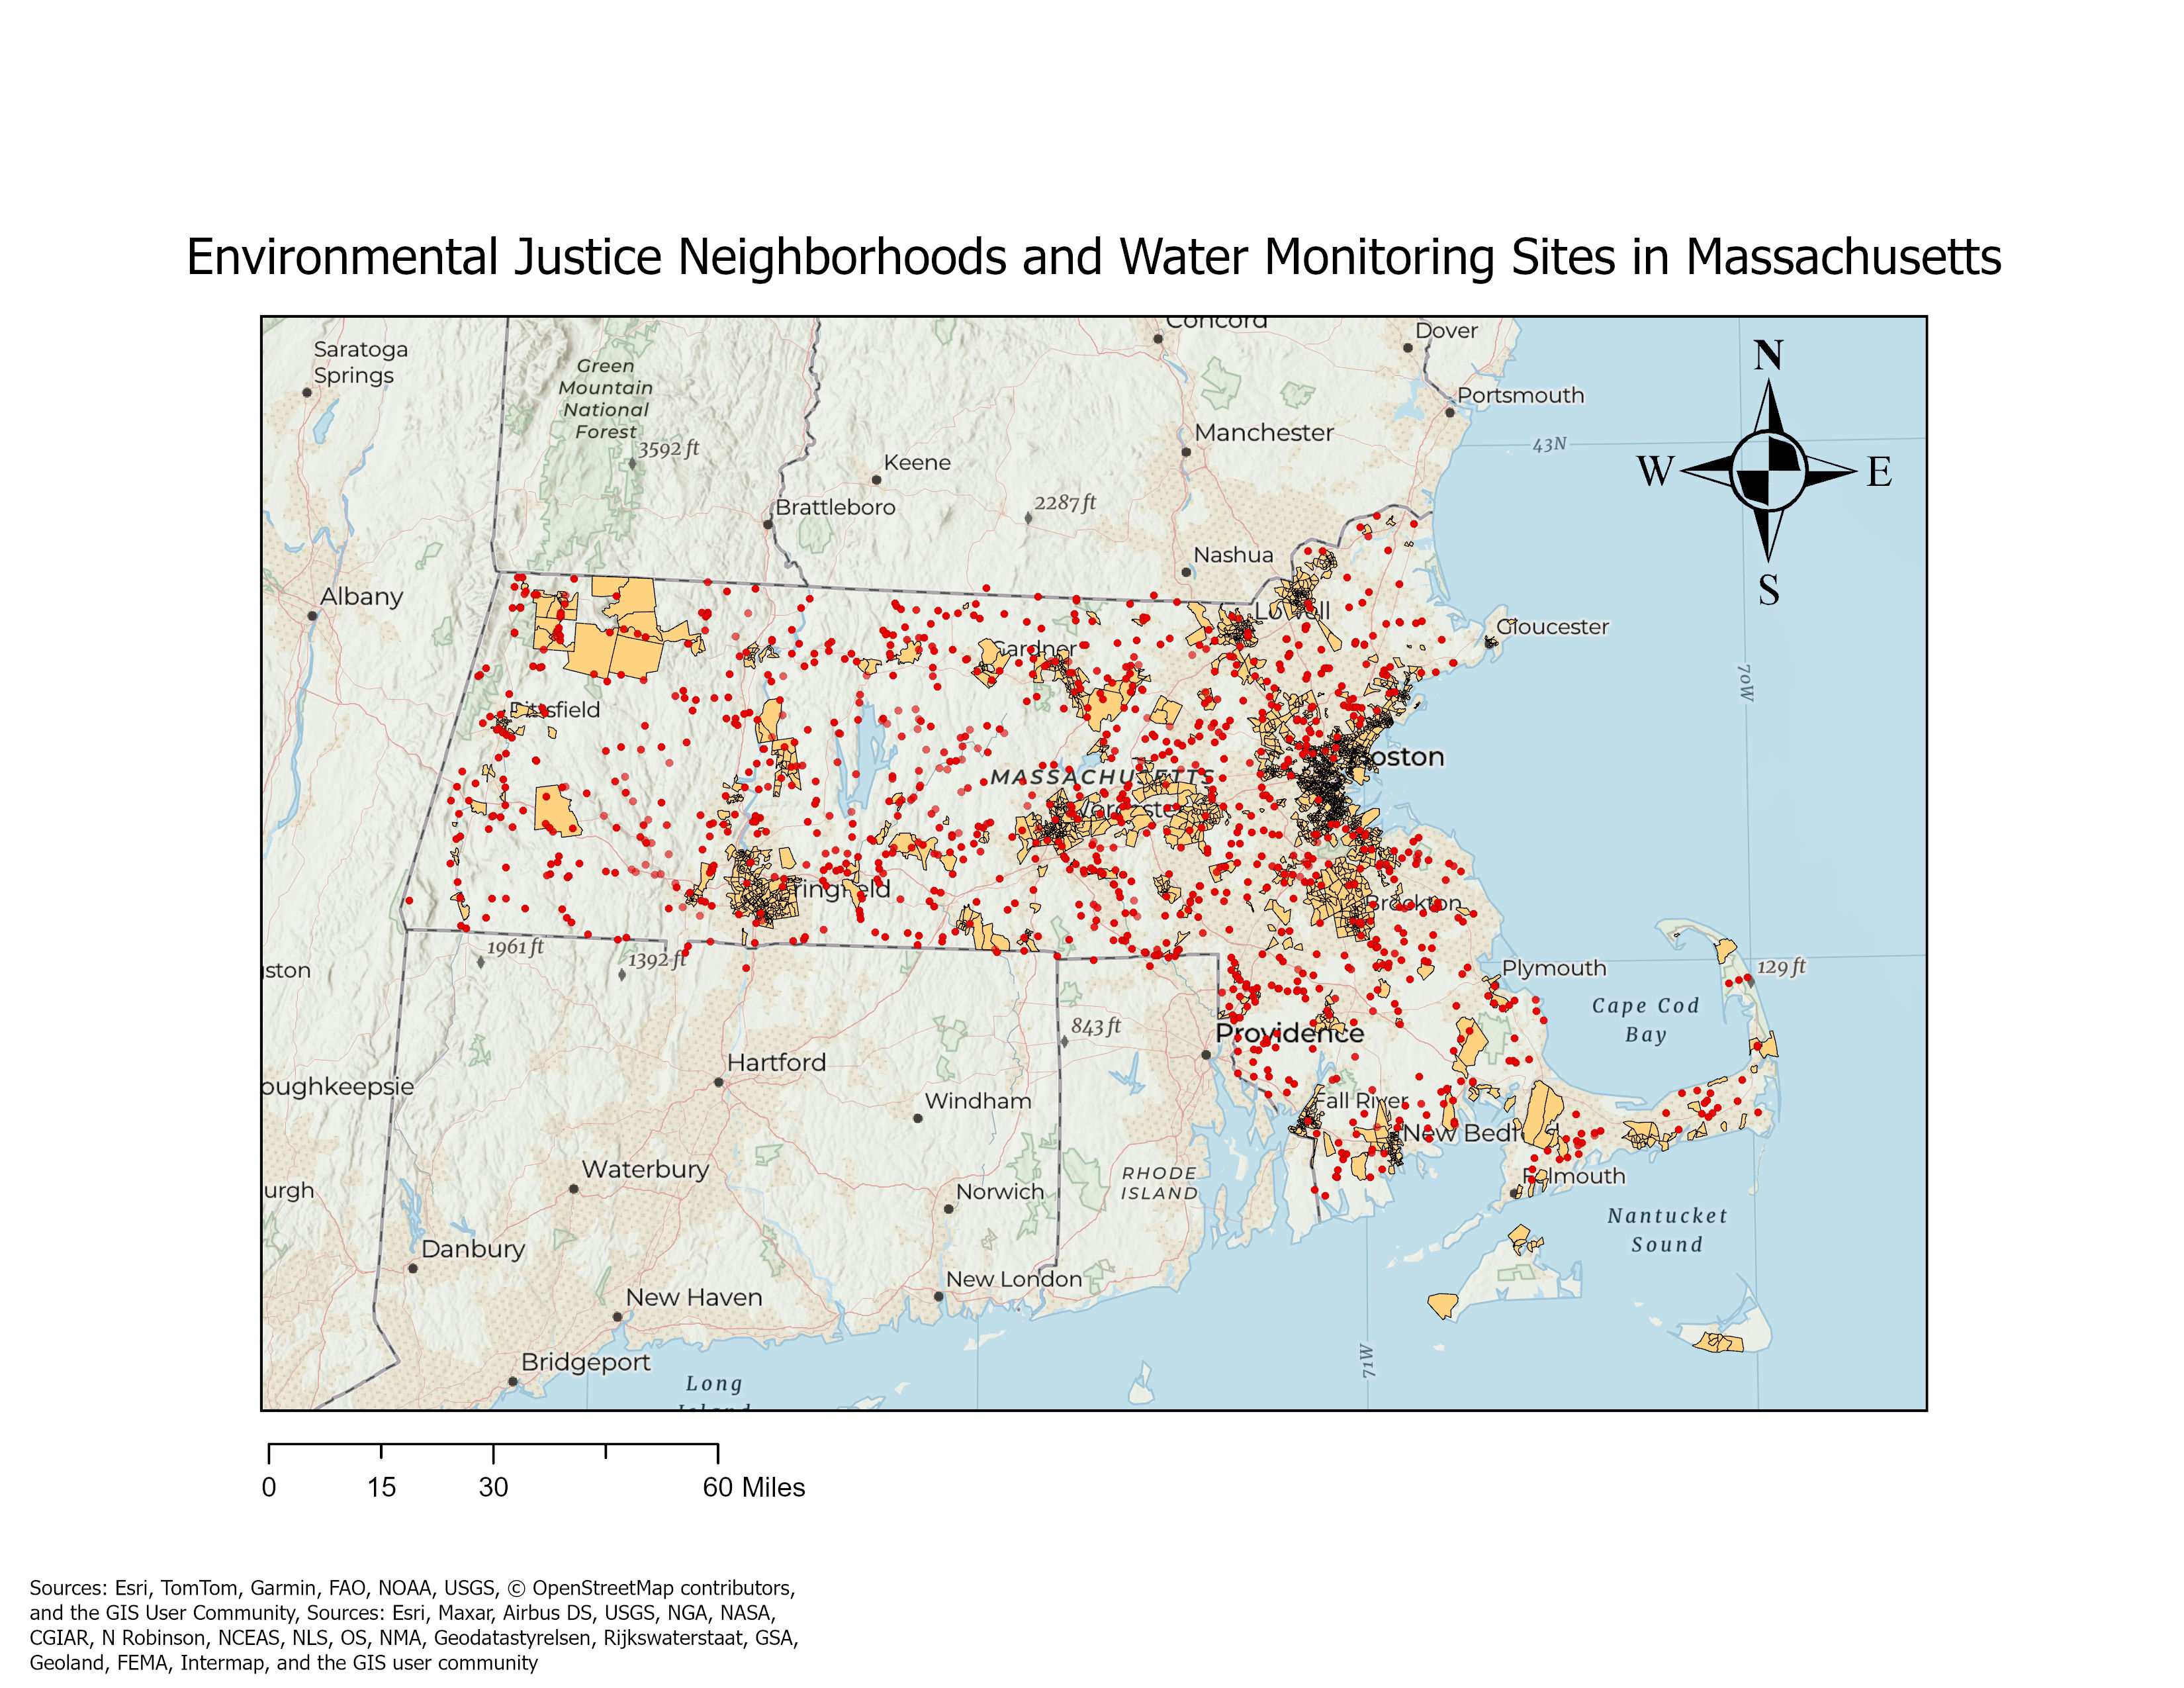 Environmental Justice Neighborhoods and Water Monitoring Sites in Massachusetts
Concord
Dover
Saratoga
Springs
Green
Mountain
National
Forest
3592 ft
Portsmouth
N
Manchester
43N
W
E
Keene
2287 ft
Brattleboro
Nashua
S
Albany
Lowell
Gloucester
Gardner
70W
Pittsfield
Boston
MASSACHUSETTS
Worcester
Brockton
1961 ft
1392 ft
Plymouth
129 ft
Cape Cod
Bay
843 ft
Providence
Hartford
oughkeepsie
Windham
Fall River
New Bedford
Waterbury
RHODE
ISLAND
Falmouth
urgh
Norwich
Nantucket
Sound
Danbury
New London
New Haven
71W
Bridgeport
Long
0
15
30
60 Miles
Sources: Esri, TomTom, Garmin, FAO, NOAA, USGS, © OpenStreetMap contributors,
and the GIS User Community, Sources: Esri, Maxar, Airbus DS, USGS, NGA, NASA,
CGIAR, N Robinson, NCEAS, NLS, OS, NMA, Geodatastyrelsen, Rijkswaterstaat, GSA,
Geoland, FEMA, Intermap, and the GIS user community